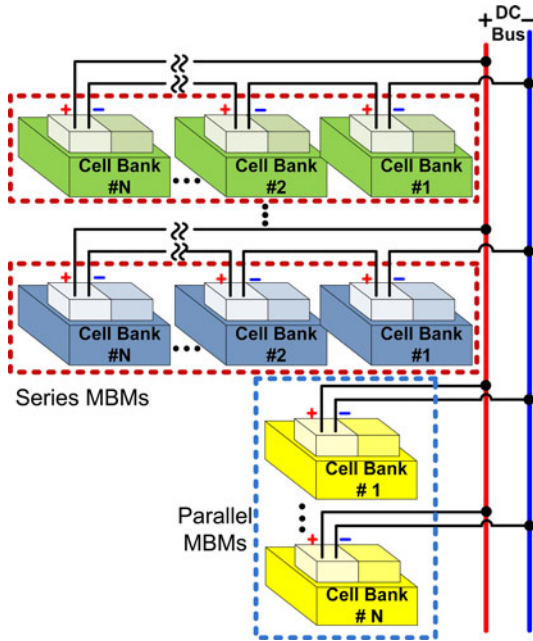 + DC −
Bus
+ − + − + −
Cell Bank Cell Bank Cell Bank
#N #2 #1
+ − + − + −
Cell Bank Cell Bank Cell Bank
#N #2 #1
Series MBMs
+ −
Cell Bank
# 1
Parallel
MBMs
+ −
Cell Bank
# N